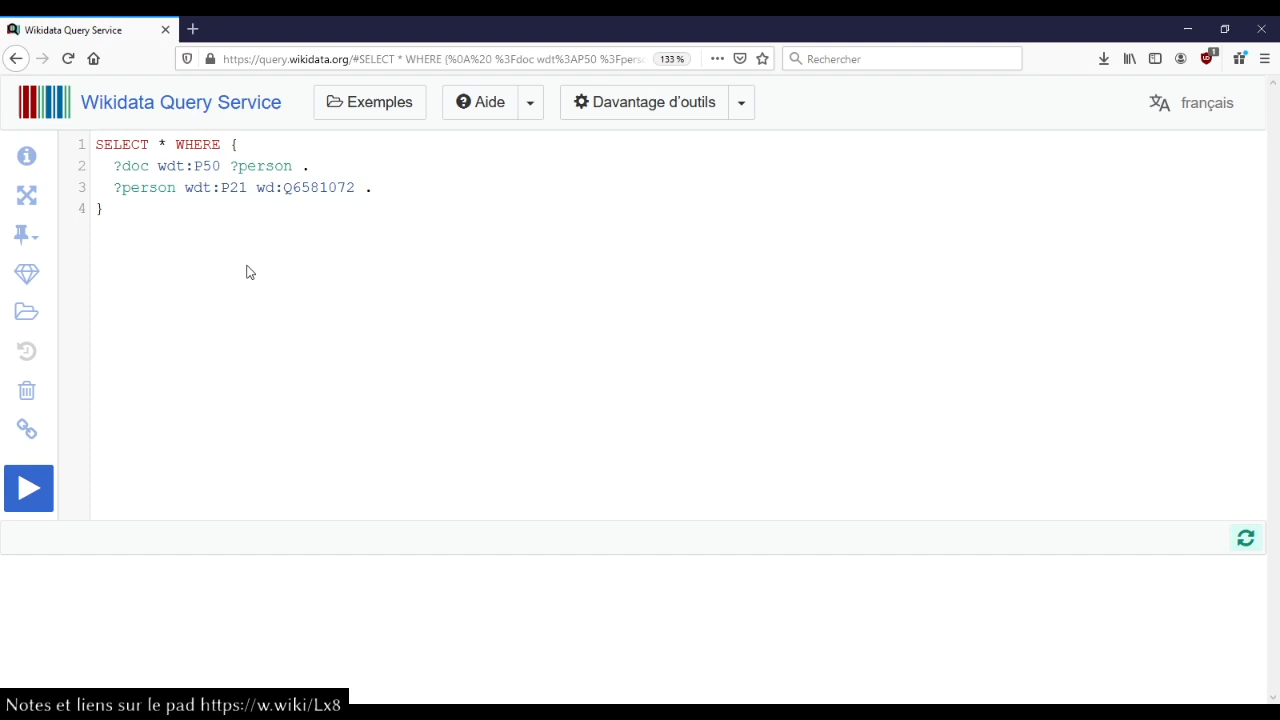 Wikidata Query Service
https://query.wikidata.org/#SELECT * WHERE {%0A%20 %3Fdoc wdt%3AP50 %3Fperso
133 %
Rechercher
1
Wikidata Query Service
Exemples
Aide
Davantage d'outils
français
1 SELECT * WHERE {
2 ?doc wdt:P50 ?person .
3 ?person wdt:P21 wd:Q6581072 .
4 }
Notes et liens sur le pad https://w.wiki/Lx8